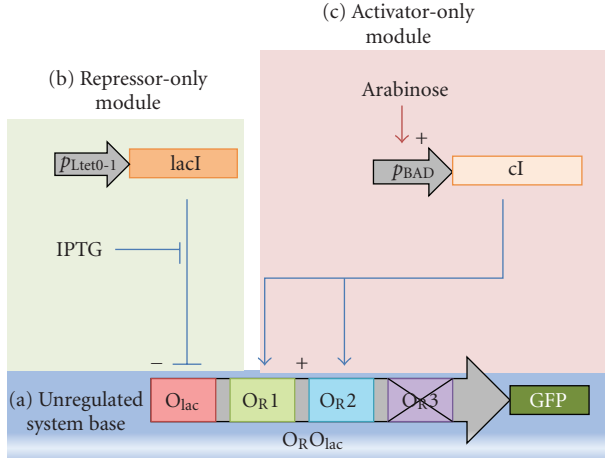 (c) Activator-only
module
(b) Repressor-only
module
Arabinose
+
pLtet0-1
lacI
pBAD
cI
IPTG
−
+
(a) Unregulated
system base
Olac
OR1
OR2
OR3
GFP
OROlac